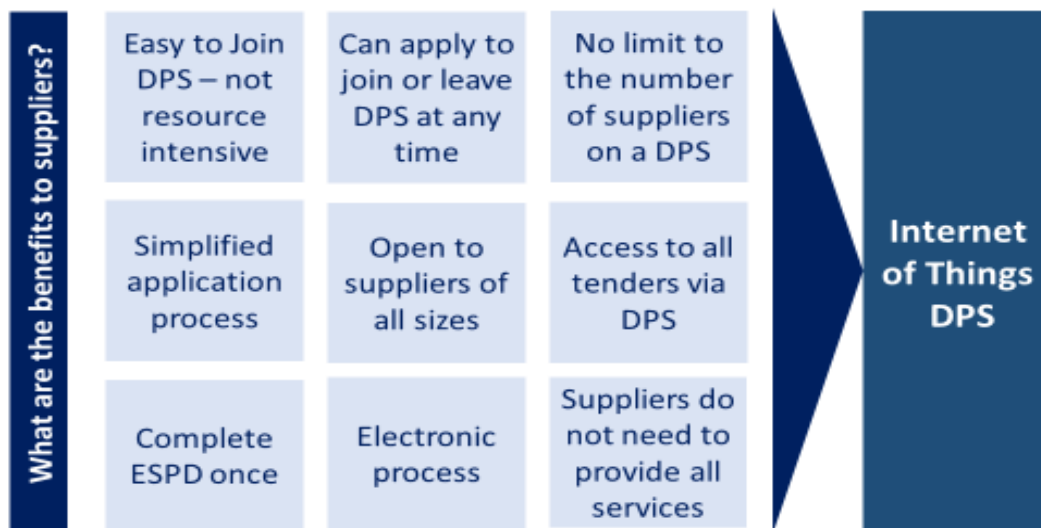 What are the benefits to suppliers?
Easy to Join
DPS – not
resource
intensive
Can apply to
join or leave
DPS at any
time
No limit to
the number
of suppliers
on a DPS
Simplified
application
process
Open to
suppliers of
all sizes
Access to all
tenders via
DPS
Complete
ESPD once
Electronic
process
Suppliers do
not need to
provide all
services
Internet
of Things
DPS